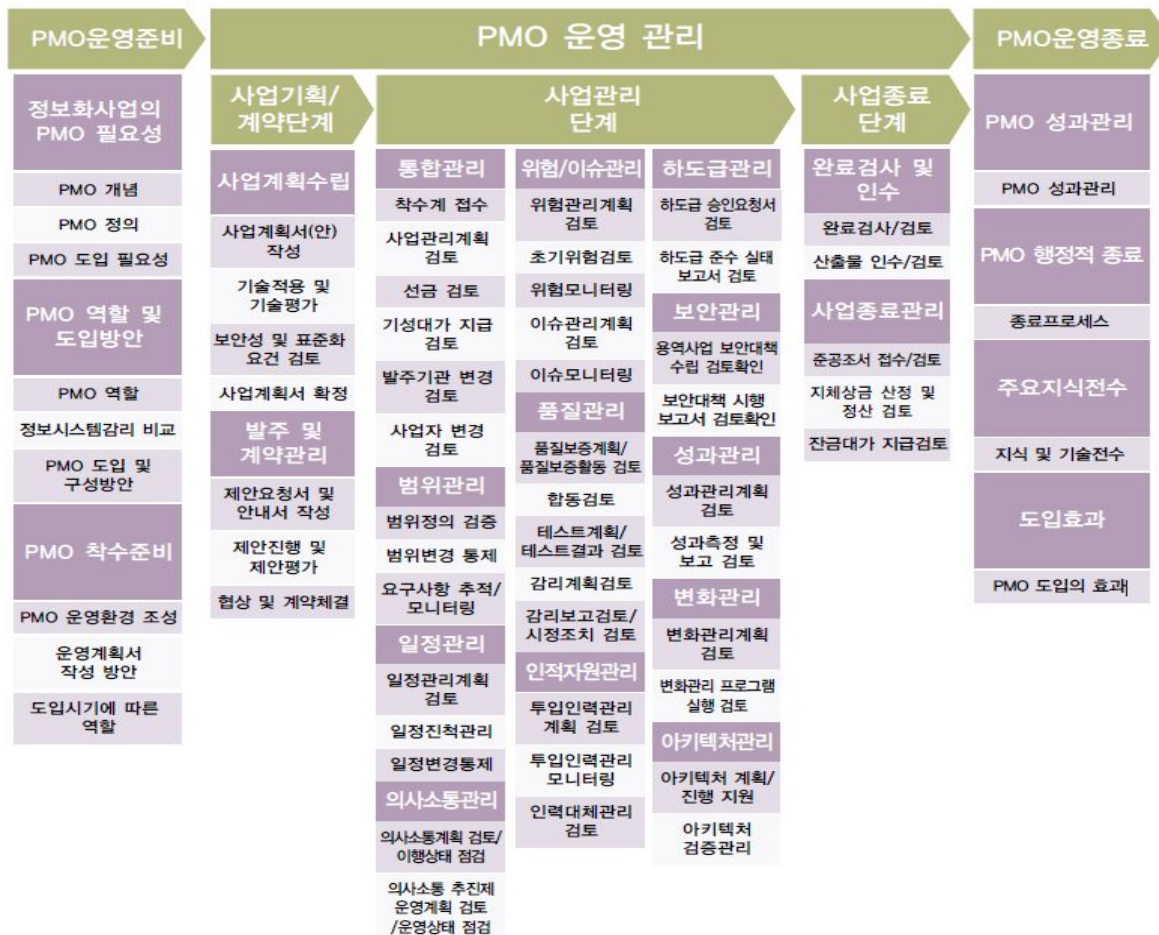 PMO운영준비
PMO 운영 관리
PMO운영종료
정보화사업의
PMO 필요성
PMO 개념
PMO 정의
PMO 도입 필요성
PMO 역할 및
도입방안
PMO 역할
정보시스템감리 비교
PMO 도입 및
구성방안
PMO 착수준비
PMO 운영환경 조성
운영계획서
작성 방안
도입시기에 따른
역할
사업기획/
계약단계
사업계획수립
사업계획서(안)
작성
기술적용 및
기술평가
보안성 및 표준화
요건 검토
사업계획서 확정
발주 및
계약관리
제안요청서 및
안내서 작성
제안진행 및
제안평가
협상 및 계약체결
사업관리
단계
통합관리
착수계 접수
사업관리계획
검토
선금 검토
기성대가 지급
검토
발주기관 변경
검토
사업자 변경
검토
범위관리
범위정의 검증
범위변경 통제
요구사항 추적/
모니터링
일정관리
일정관리계획
검토
일정진척관리
일정변경통제
의사소통관리
의사소통계획 검토/
이행상태 점검
의사소통 추진제
운영계획 검토
/운영상태 점검
위험/이슈관리
위험관리계획
검토
초기위험검토
위험모니터링
이슈관리계획
검토
이슈모니터링
품질관리
품질보증계획/
품질보증활동 검토
합동검토
테스트계획/
테스트결과 검토
감리계획검토
감리보고검토/
시정조치 검토
인적자원관리
투입인력관리
계획 검토
투입인력관리
모니터링
인력대체관리
검토
하도급관리
하도급 승인요청서
검토
하도급 준수 실태
보고서 검토
보안관리
용역사업 보안대책
수립 검토확인
보안대책 시행
보고서 검토확인
성과관리
성과관리계획
검토
성과측정 및
보고 검토
변화관리
변화관리계획
검토
변화관리 프로그램
실행 검토
아키텍처관리
아키텍처 계획/
진행 지원
아키텍처
검증관리
사업종료
단계
완료검사 및
인수
완료검사/검토
산출물 인수/검토
사업종료관리
준공조서 접수/검토
지체상금 산정 및
정산 검토
잔금대가 지급검토
PMO 성과관리
PMO 성과관리
PMO 행정적 종료
종료프로세스
주요지식전수
지식 및 기술전수
도입효과
PMO 도입의 효과